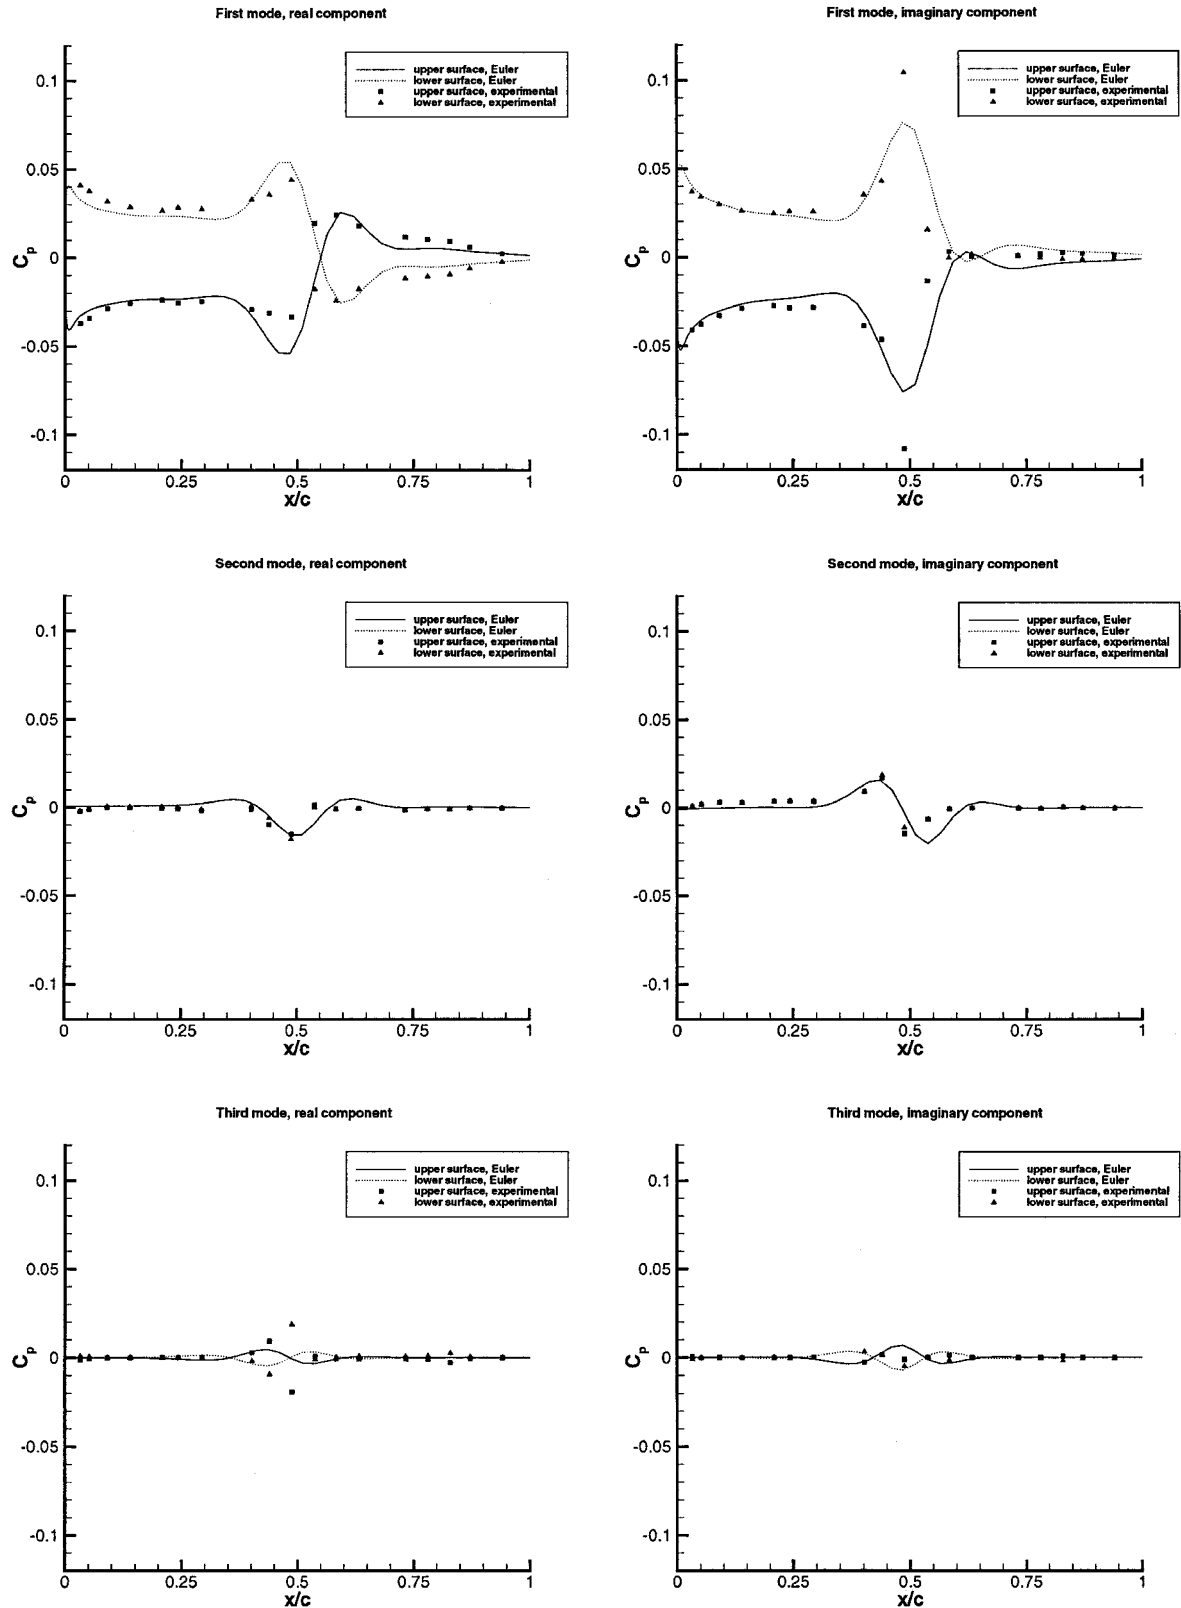 First mode, real component
0.1
0.05
0
-0.05
-0.1
Cp
0
0.25
0.5
0.75
1
x/c
upper surface, Euler
lower surface, Euler
upper surface, experimental
lower surface, experimental
First mode, imaginary component
0.1
0.05
0
-0.05
-0.1
Cp
0
0.25
0.5
0.75
1
x/c
upper surface, Euler
lower surface, Euler
upper surface, experimental
lower surface, experimental
Second mode, real component
0.1
0.05
0
-0.05
-0.1
Cp
0
0.25
0.5
0.75
1
x/c
upper surface, Euler
lower surface, Euler
upper surface, experimental
lower surface, experimental
Second mode, imaginary component
0.1
0.05
0
-0.05
-0.1
Cp
0
0.25
0.5
0.75
1
x/c
upper surface, Euler
lower surface, Euler
upper surface, experimental
lower surface, experimental
Third mode, real component
0.1
0.05
0
-0.05
-0.1
Cp
0
0.25
0.5
0.75
1
x/c
upper surface, Euler
lower surface, Euler
upper surface, experimental
lower surface, experimental
Third mode, imaginary component
0.1
0.05
0
-0.05
-0.1
Cp
0
0.25
0.5
0.75
1
x/c
upper surface, Euler
lower surface, Euler
upper surface, experimental
lower surface, experimental